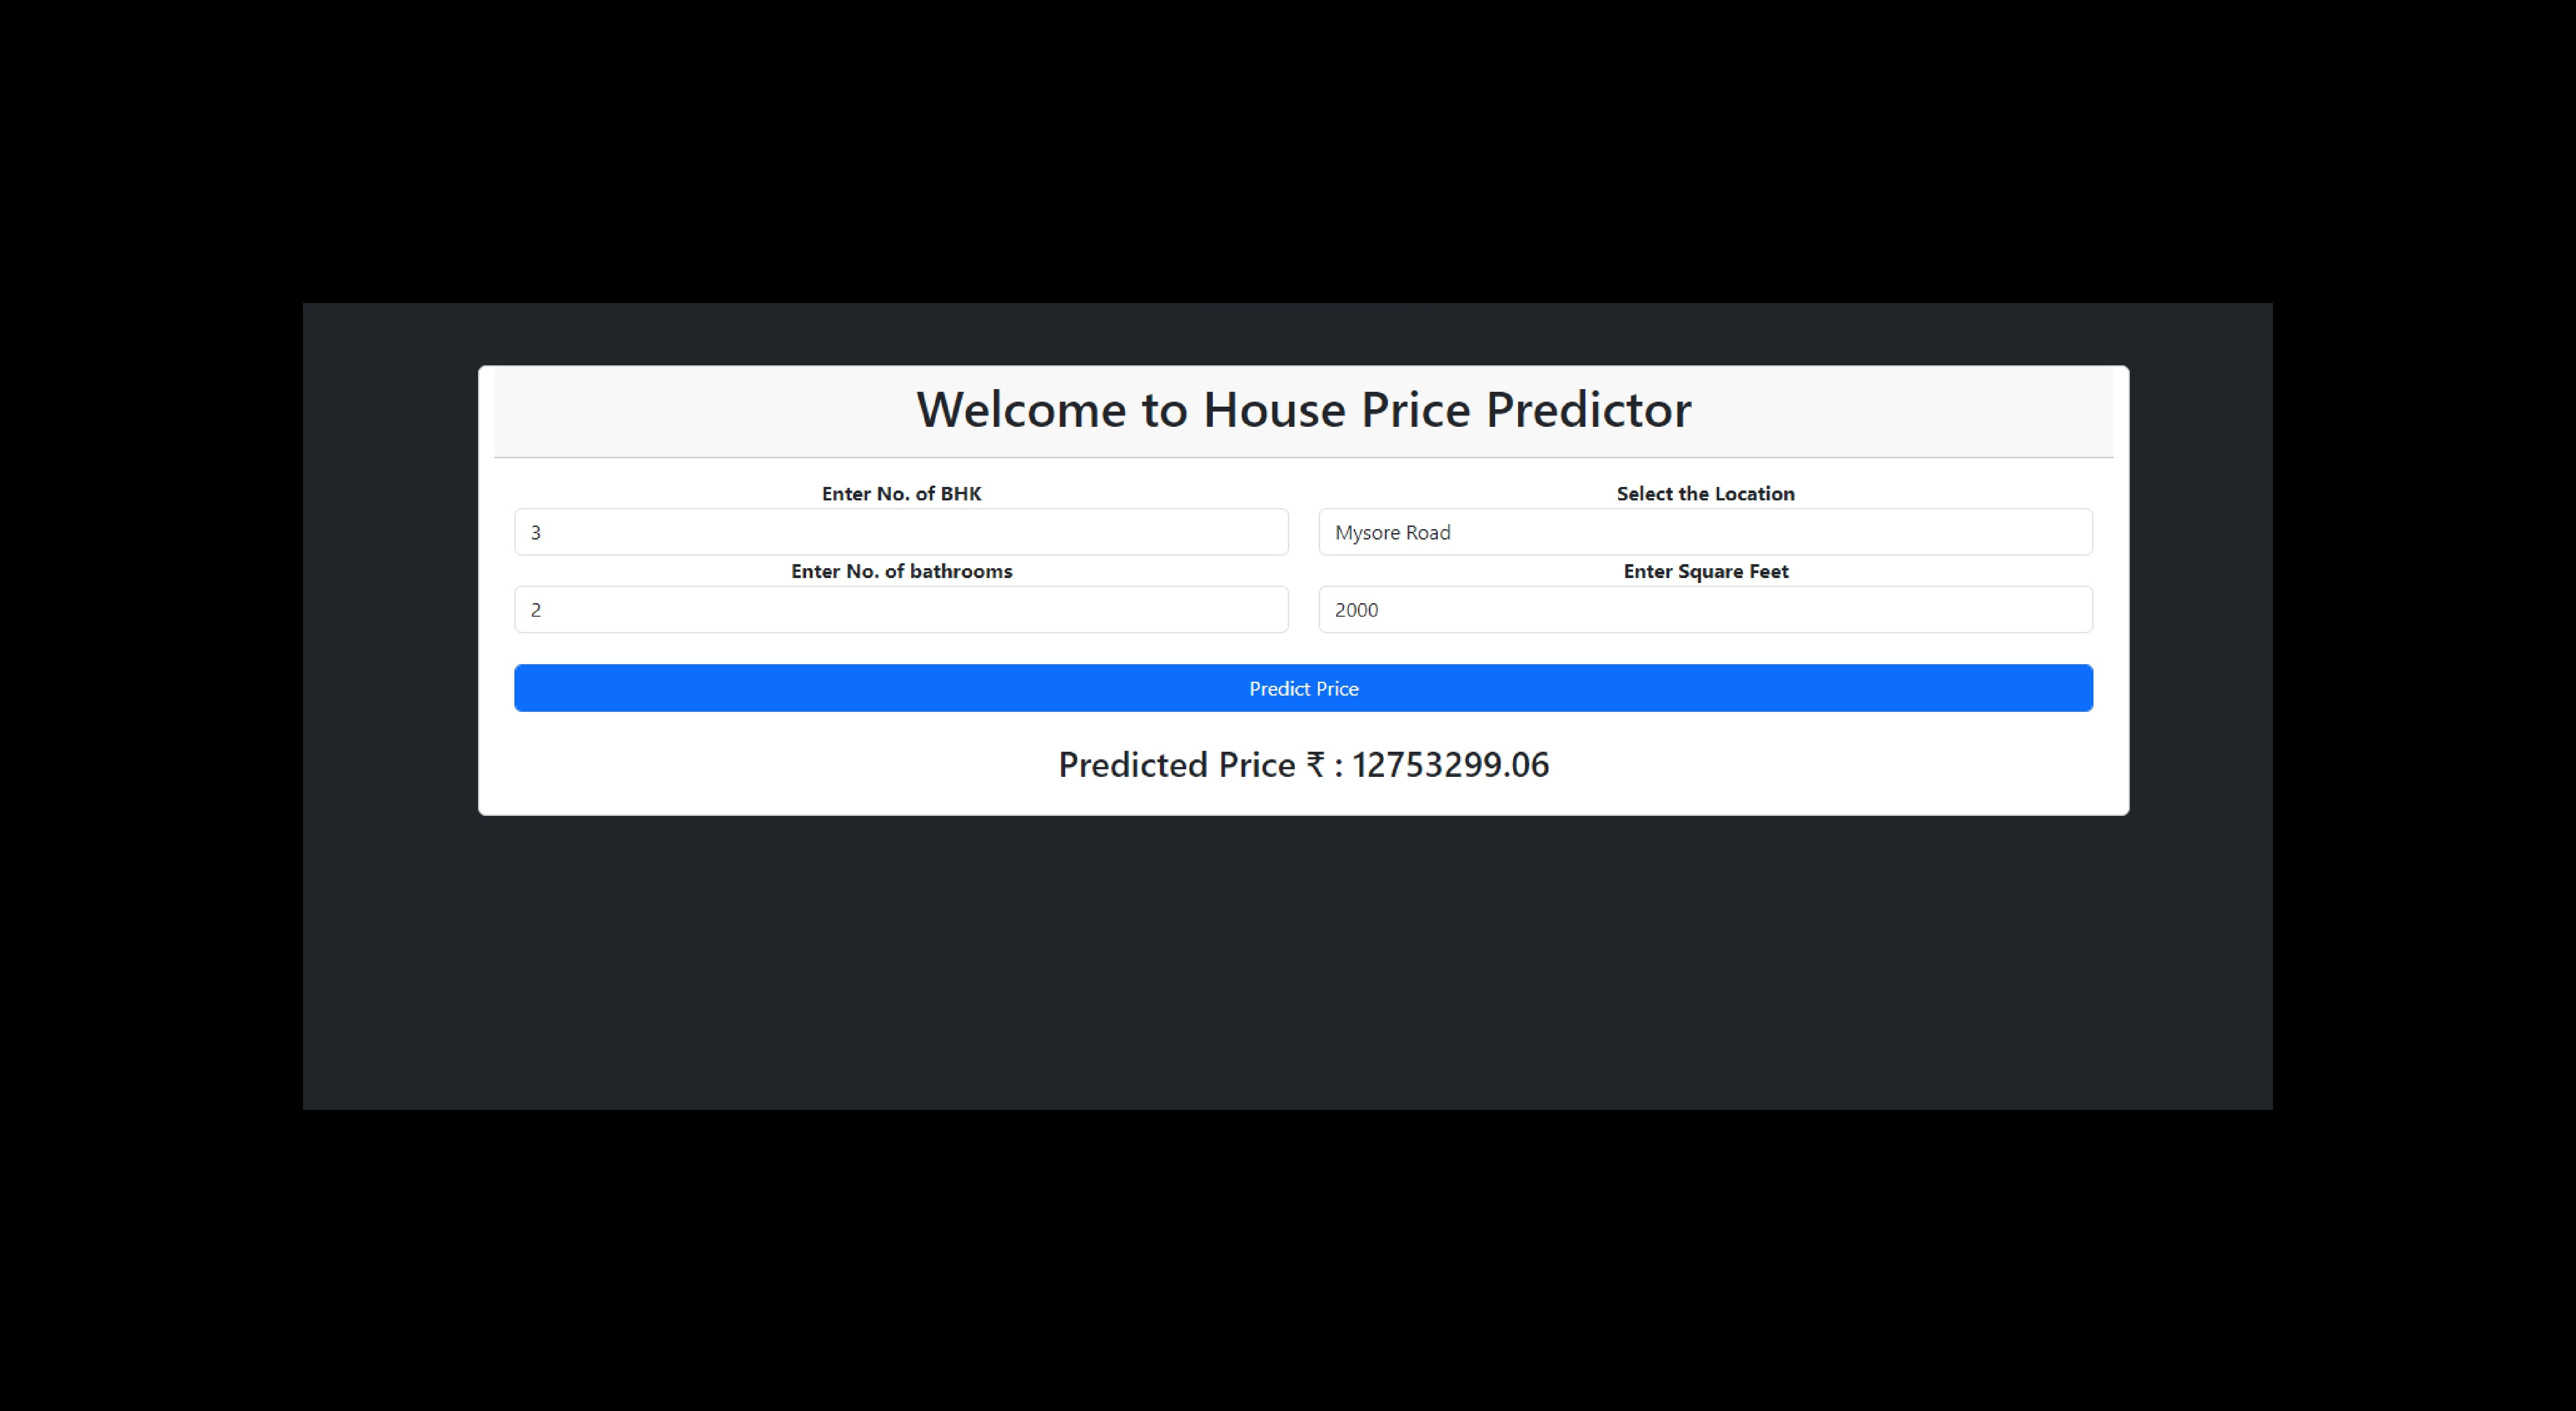 Welcome to House Price Predictor
Enter No. of BHK
3
Select the Location
Mysore Road
Enter No. of bathrooms
2
Enter Square Feet
2000
Predict Price
Predicted Price ₹ : 12753299.06